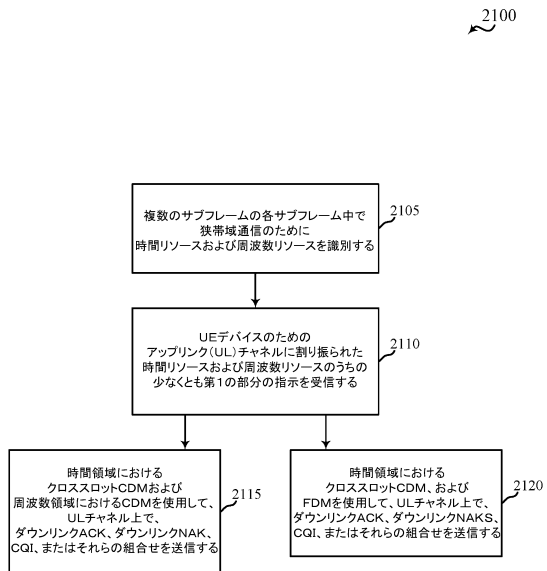 2100
複数のサブフレームの各サブフレーム中で
狭帯域通信のために
時間リソースおよび周波数リソースを識別する
2105
UEデバイスのための
アップリンク(UL)チャネルに割り振られた
時間リソースおよび周波数リソースのうちの
少なくとも第1の部分の指示を受信する
2110
時間領域における
クロススロットCDMおよび
周波数領域におけるCDMを使用して、
ULチャネル上で、
ダウンリンクACK、ダウンリンクNAK、
CQI、またはそれらの組合せを送信する
2115
時間領域における
クロススロットCDM、および
FDMを使用して、ULチャネル上で、
ダウンリンクACK、ダウンリンクNAKS、
CQI、またはそれらの組合せを送信する
2120